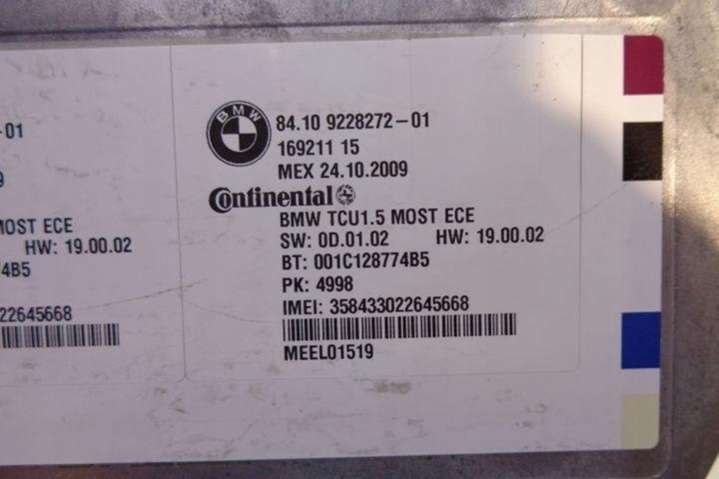 -01
9
MOST ECE
HW: 19.00.02
74B5
22645668
BMW
84.10 9228272-01
169211 15
MEX 24.10.2009
Continental
BMW TCU1.5 MOST ECE
SW: 0D.01.02 HW: 19.00.02
BT: 001C128774B5
PK: 4998
IMEI: 358433022645668
MEEL01519